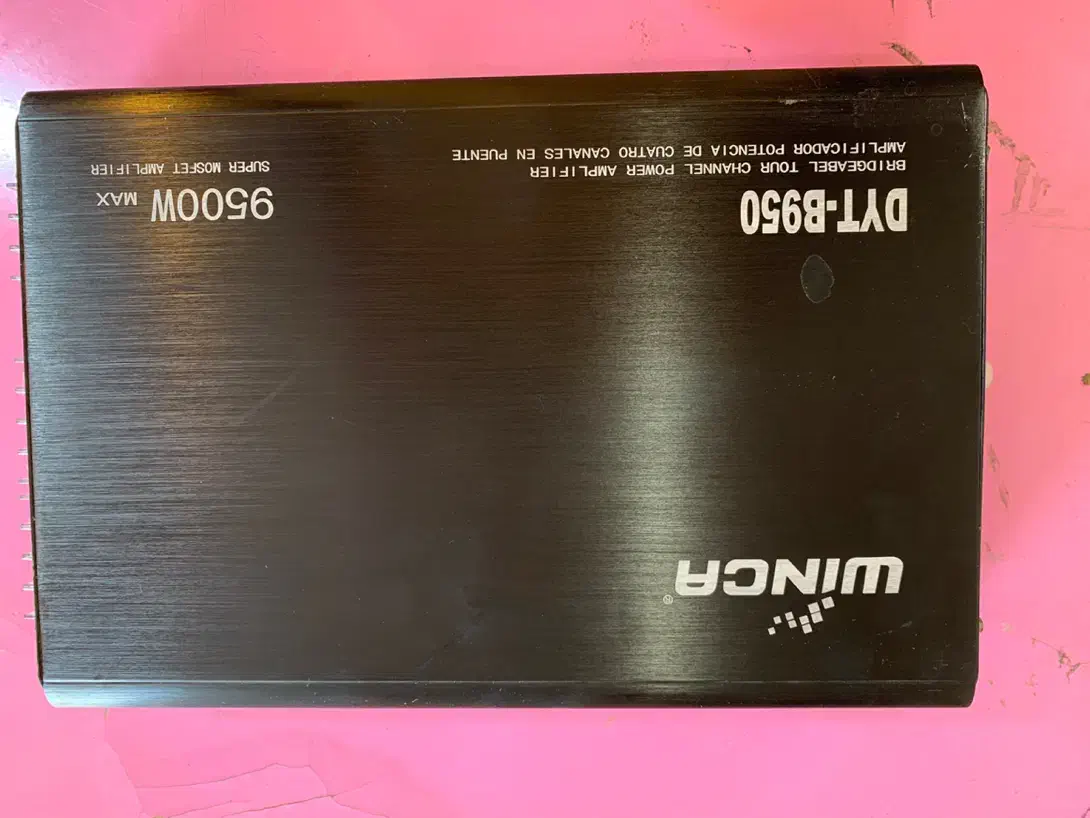 WINCA®
DYT-B950
BRIDGEABEL TOUR CHANNEL POWER AMPLIFIER
AMPLIFICADOR POTENCIA DE CUATRO CANALES EN PUENTE
9500W MAX
SUPER MOSFET AMPLIFIER